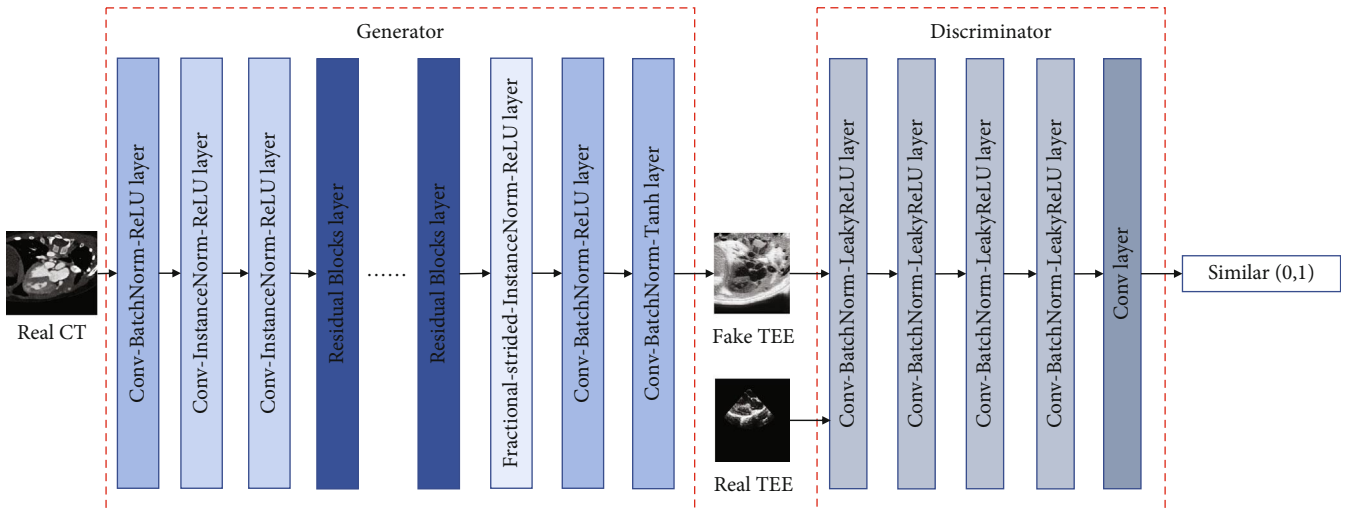 Generator
Discriminator
Real CT
Conv-BatchNorm-ReLU layer
Conv-InstanceNorm-ReLU layer
Conv-InstanceNorm-ReLU layer
Residual Blocks layer
......
Residual Blocks layer
Fractional-strided-InstanceNorm-ReLU layer
Conv-BatchNorm-ReLU layer
Conv-BatchNorm-Tanh layer
Fake TEE
Real TEE
Conv-BatchNorm-LeakyReLU layer
Conv-BatchNorm-LeakyReLU layer
Conv-BatchNorm-LeakyReLU layer
Conv-BatchNorm-LeakyReLU layer
Conv layer
Similar (0,1)